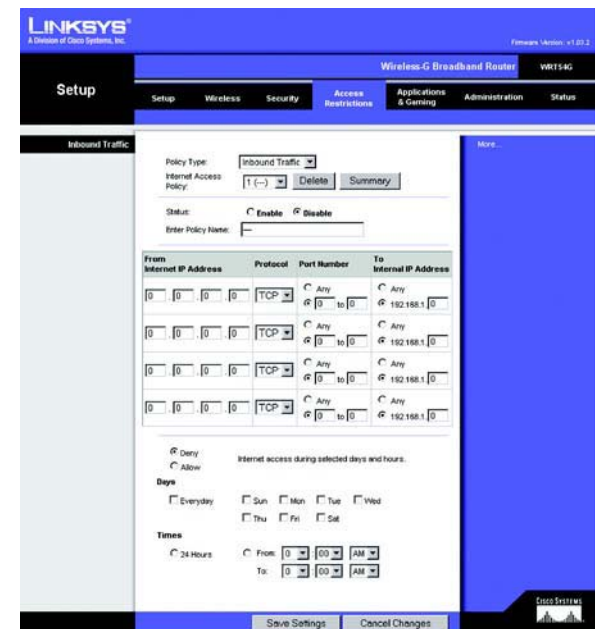 LINKSYS®
A Division of Cisco Systems, Inc.
Firmware Version: v1.03.2
Wireless-G Broadband Router WRT54G
Setup
Setup Wireless Security Access Restrictions Applications & Gaming Administration Status
Inbound Traffic
More...
Policy Type: Inbound Traffic
Internet Access Policy: 1 (---) Delete Summary
Status: Enable Disable
Enter Policy Name: ---
From Internet IP Address Protocol Port Number To Internal IP Address
0 . 0 . 0 . 0 TCP Any Any
0 to 0 192.168.1. 0
0 . 0 . 0 . 0 TCP Any Any
0 to 0 192.168.1. 0
0 . 0 . 0 . 0 TCP Any Any
0 to 0 192.168.1. 0
0 . 0 . 0 . 0 TCP Any Any
0 to 0 192.168.1. 0
Deny
Allow
Internet access during selected days and hours.
Days
Everyday Sun Mon Tue Wed
Thu Fri Sat
Times
24 Hours From: 0 : 00 AM
To: 0 : 00 AM
Cisco Systems
Save Settings Cancel Changes